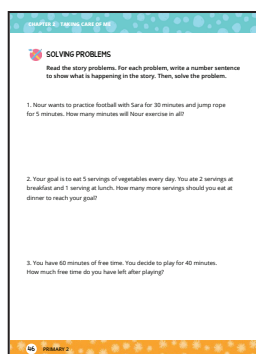 CHAPTER 2 : TAKING CARE OF ME
SOLVING PROBLEMS
Read the story problems. For each problem, write a number sentence
to show what is happening in the story. Then, solve the problem.
1. Nour wants to practice football with Sara for 30 minutes and jump rope
for 5 minutes. How many minutes will Nour exercise in all?
2. Your goal is to eat 5 servings of vegetables every day. You ate 2 servings at
breakfast and 1 serving at lunch. How many more servings should you eat at
dinner to reach your goal?
3. You have 60 minutes of free time. You decide to play for 40 minutes.
How much free time do you have left after playing?
46 PRIMARY 2